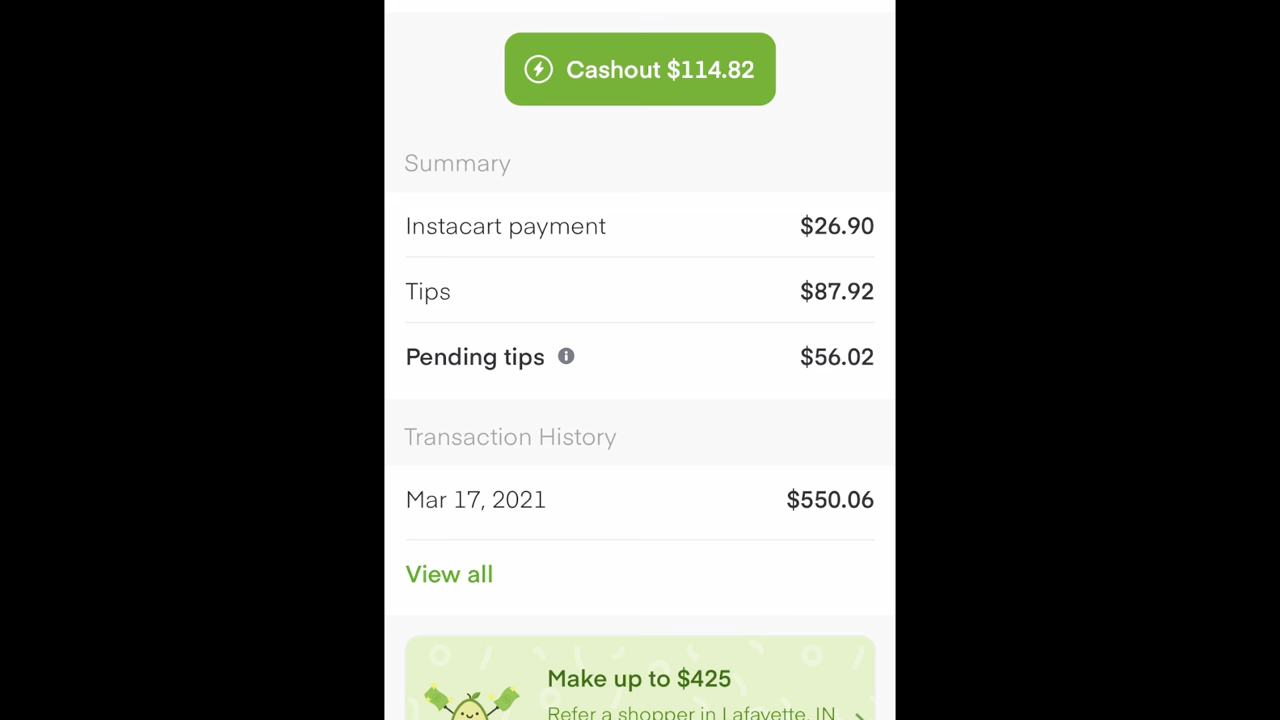 Cashout $114.82
Summary
Instacart payment $26.90
Tips $87.92
Pending tips $56.02
Transaction History
Mar 17, 2021 $550.06
View all
Make up to $425
Refer a shopper in Lafayette, IN